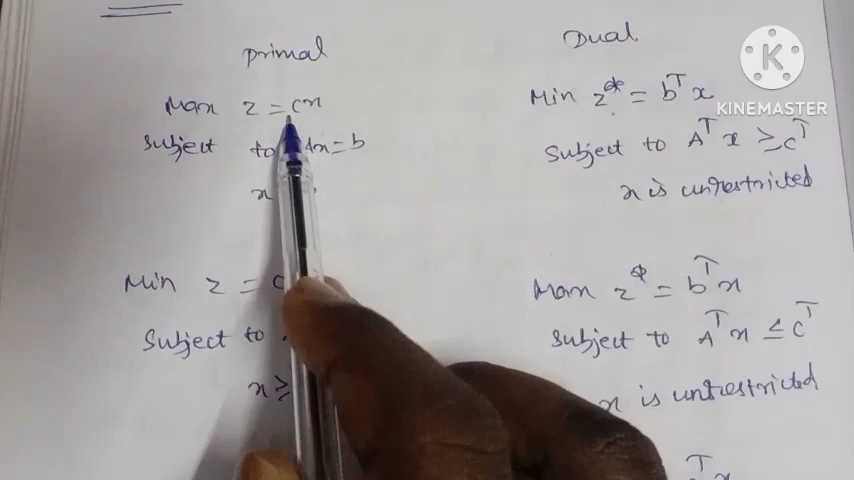 Primal
Max z = cx
Subject to Ax = b
x
Min z = c
Subject to
x ≥
Dual
Min z* = bᵀx
Subject to Aᵀx ≥ cᵀ
x is unrestricted
Max z* = bᵀx
Subject to Aᵀx ≤ cᵀ
x is unrestricted
K
KINEMASTER